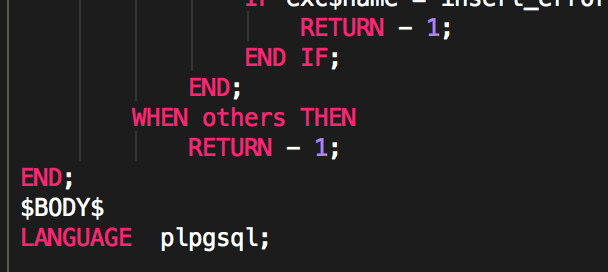 IF exc$name = insert_error
RETURN - 1;
END IF;
END;
WHEN others THEN
RETURN - 1;
END;
$BODY$
LANGUAGE  plpgsql;